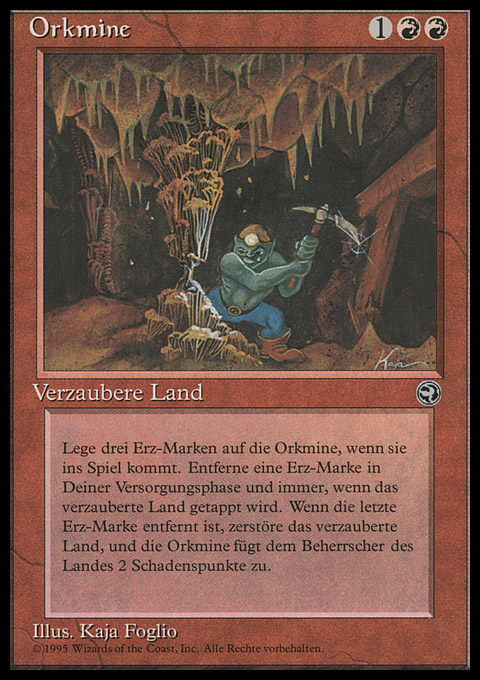 Orkmine
1
Kaja
Verzaubere Land
Lege drei Erz-Marken auf die Orkmine, wenn sie
ins Spiel kommt. Entferne eine Erz-Marke in
Deiner Versorgungsphase und immer, wenn das
verzauberte Land getappt wird. Wenn die letzte
Erz-Marke entfernt ist, zerstöre das verzauberte
Land, und die Orkmine fügt dem Beherrscher des
Landes 2 Schadenspunkte zu.
Illus. Kaja Foglio
©1995 Wizards of the Coast, Inc. Alle Rechte vorbehalten.